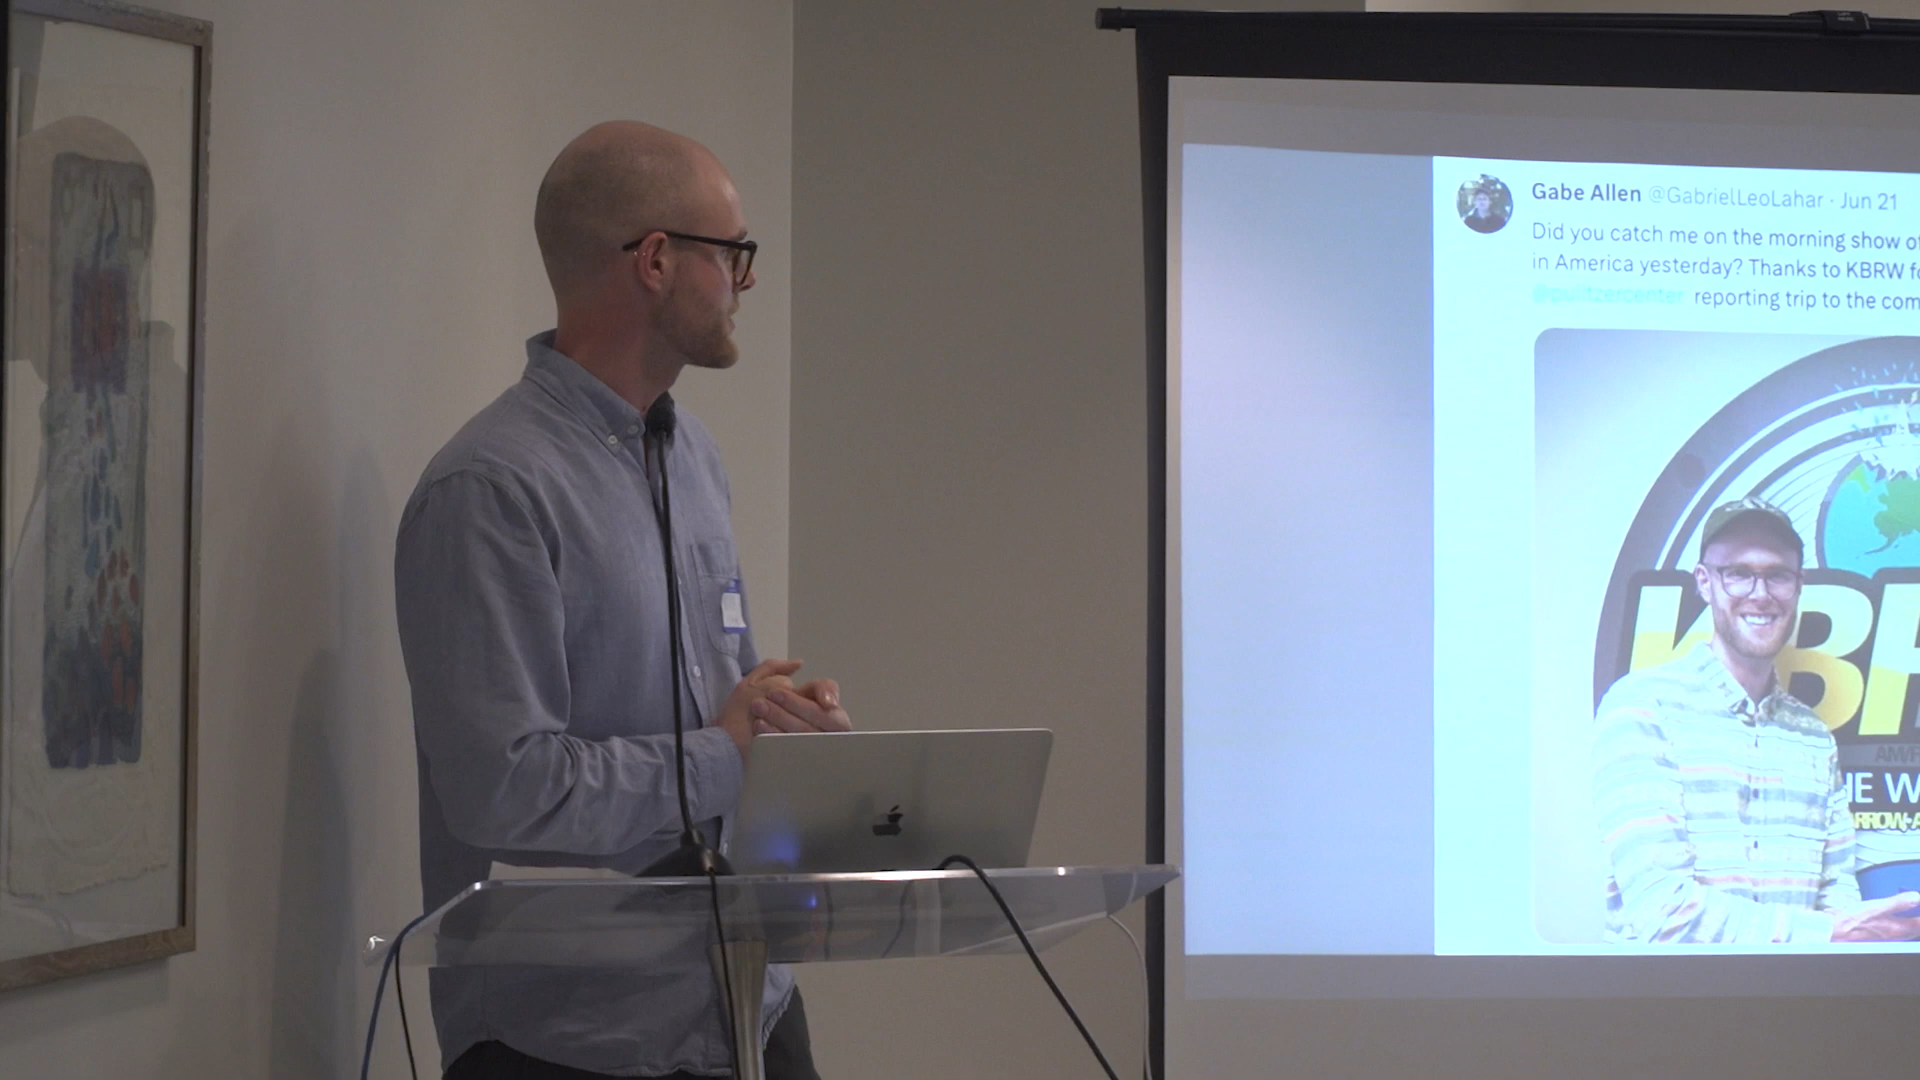 Gabe Allen @GabrielLeoLahar · Jun 21
Did you catch me on the morning show of
in America yesterday? Thanks to KBRW fo
@pulitzercenter reporting trip to the com
KBR
AM/F
HE W
ARROW-A